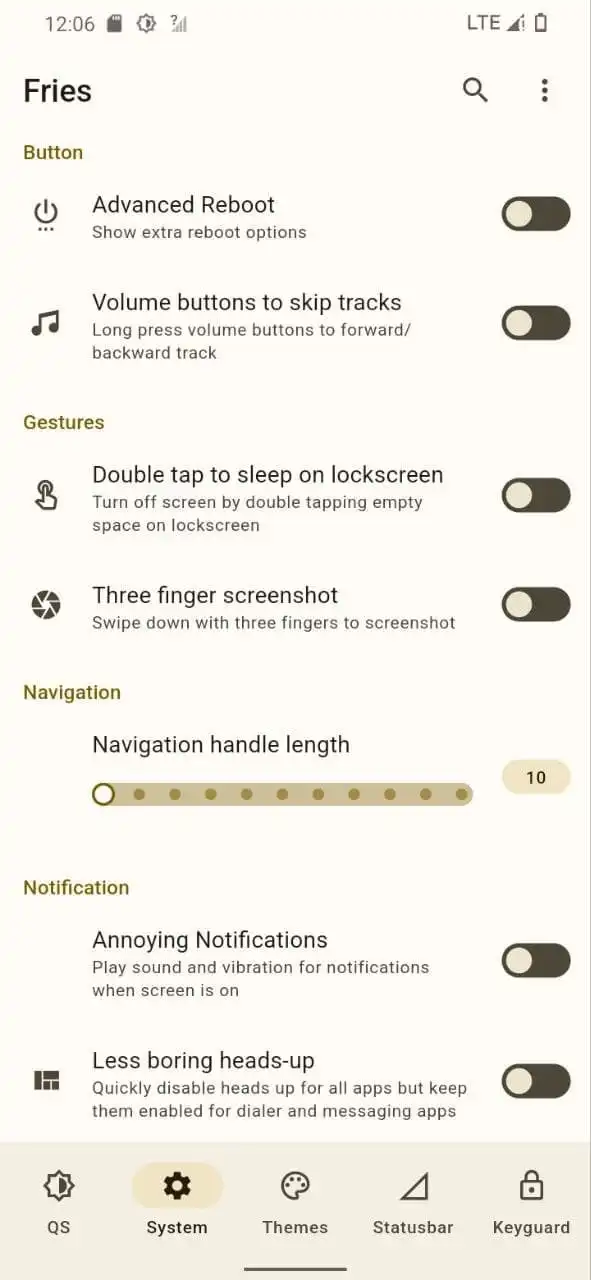 12:06
LTE
Fries
Button
Advanced Reboot
Show extra reboot options
Volume buttons to skip tracks
Long press volume buttons to forward/
backward track
Gestures
Double tap to sleep on lockscreen
Turn off screen by double tapping empty
space on lockscreen
Three finger screenshot
Swipe down with three fingers to screenshot
Navigation
Navigation handle length
10
Notification
Annoying Notifications
Play sound and vibration for notifications
when screen is on
Less boring heads-up
Quickly disable heads up for all apps but keep
them enabled for dialer and messaging apps
QS
System
Themes
Statusbar
Keyguard